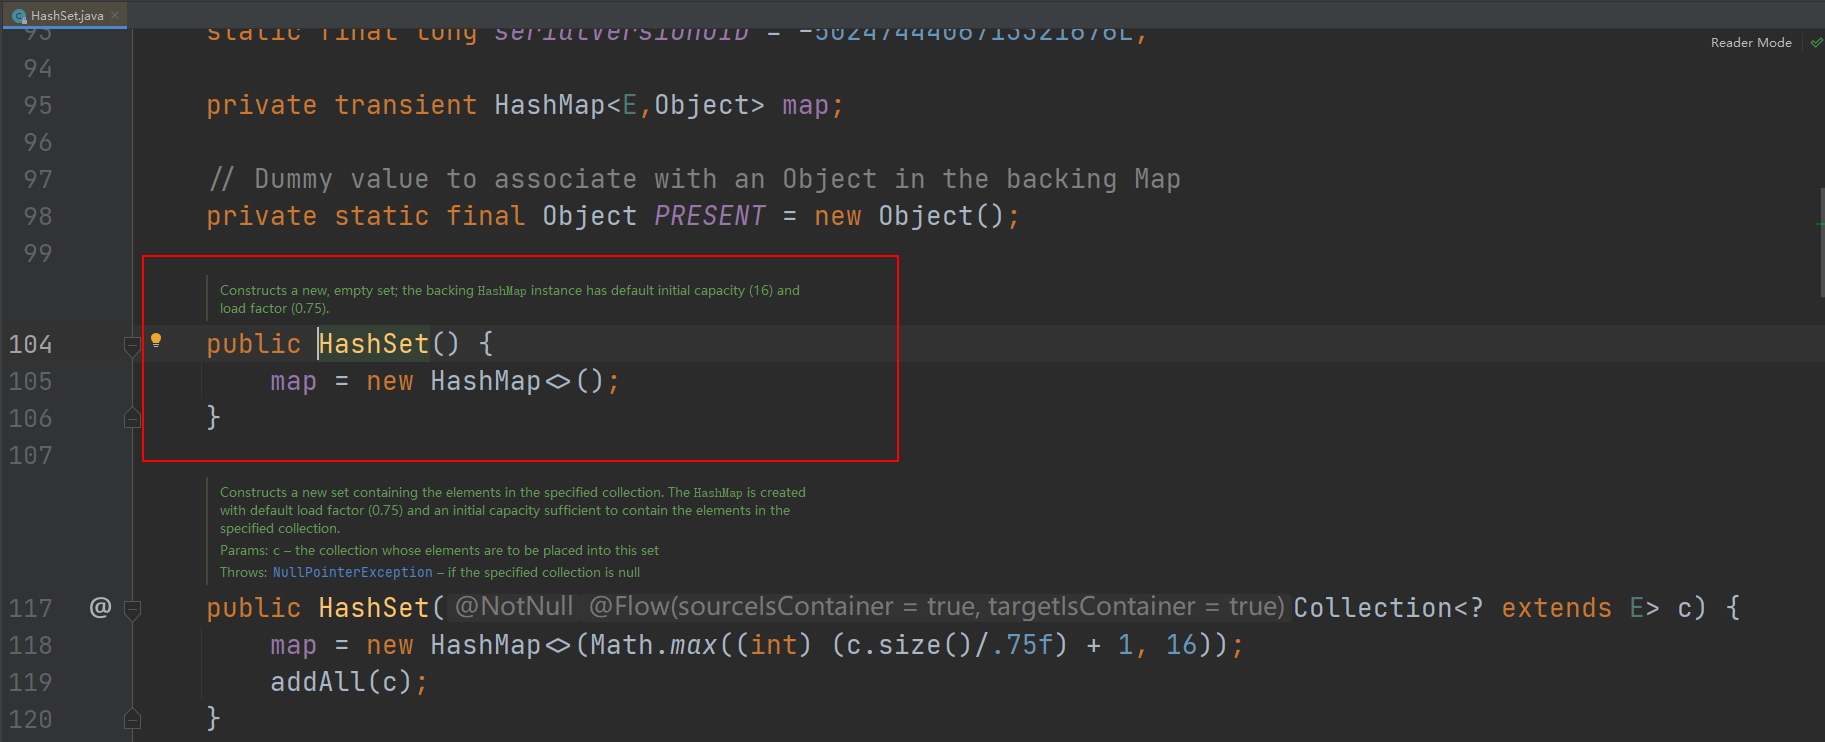 HashSet.java
93 static final long serialVersionUID =
Reader Mode
94
95 private transient HashMap<E,Object> map;
96
97 // Dummy value to associate with an Object in the backing Map
98 private static final Object PRESENT = new Object();
99
Constructs a new, empty set; the backing HashMap instance has default initial capacity (16) and
load factor (0.75).
104 public HashSet() {
105 map = new HashMap<>();
106 }
107
Constructs a new set containing the elements in the specified collection. The HashMap is created
with default load factor (0.75) and an initial capacity sufficient to contain the elements in the
specified collection.
Params: c – the collection whose elements are to be placed into this set
Throws: NullPointerException – if the specified collection is null
117 @ public HashSet( @NotNull @Flow(sourceIsContainer = true, targetIsContainer = true) Collection<? extends E> c) {
118 map = new HashMap<>(Math.max((int) (c.size()/.75f) + 1, 16));
119 addAll(c);
120 }